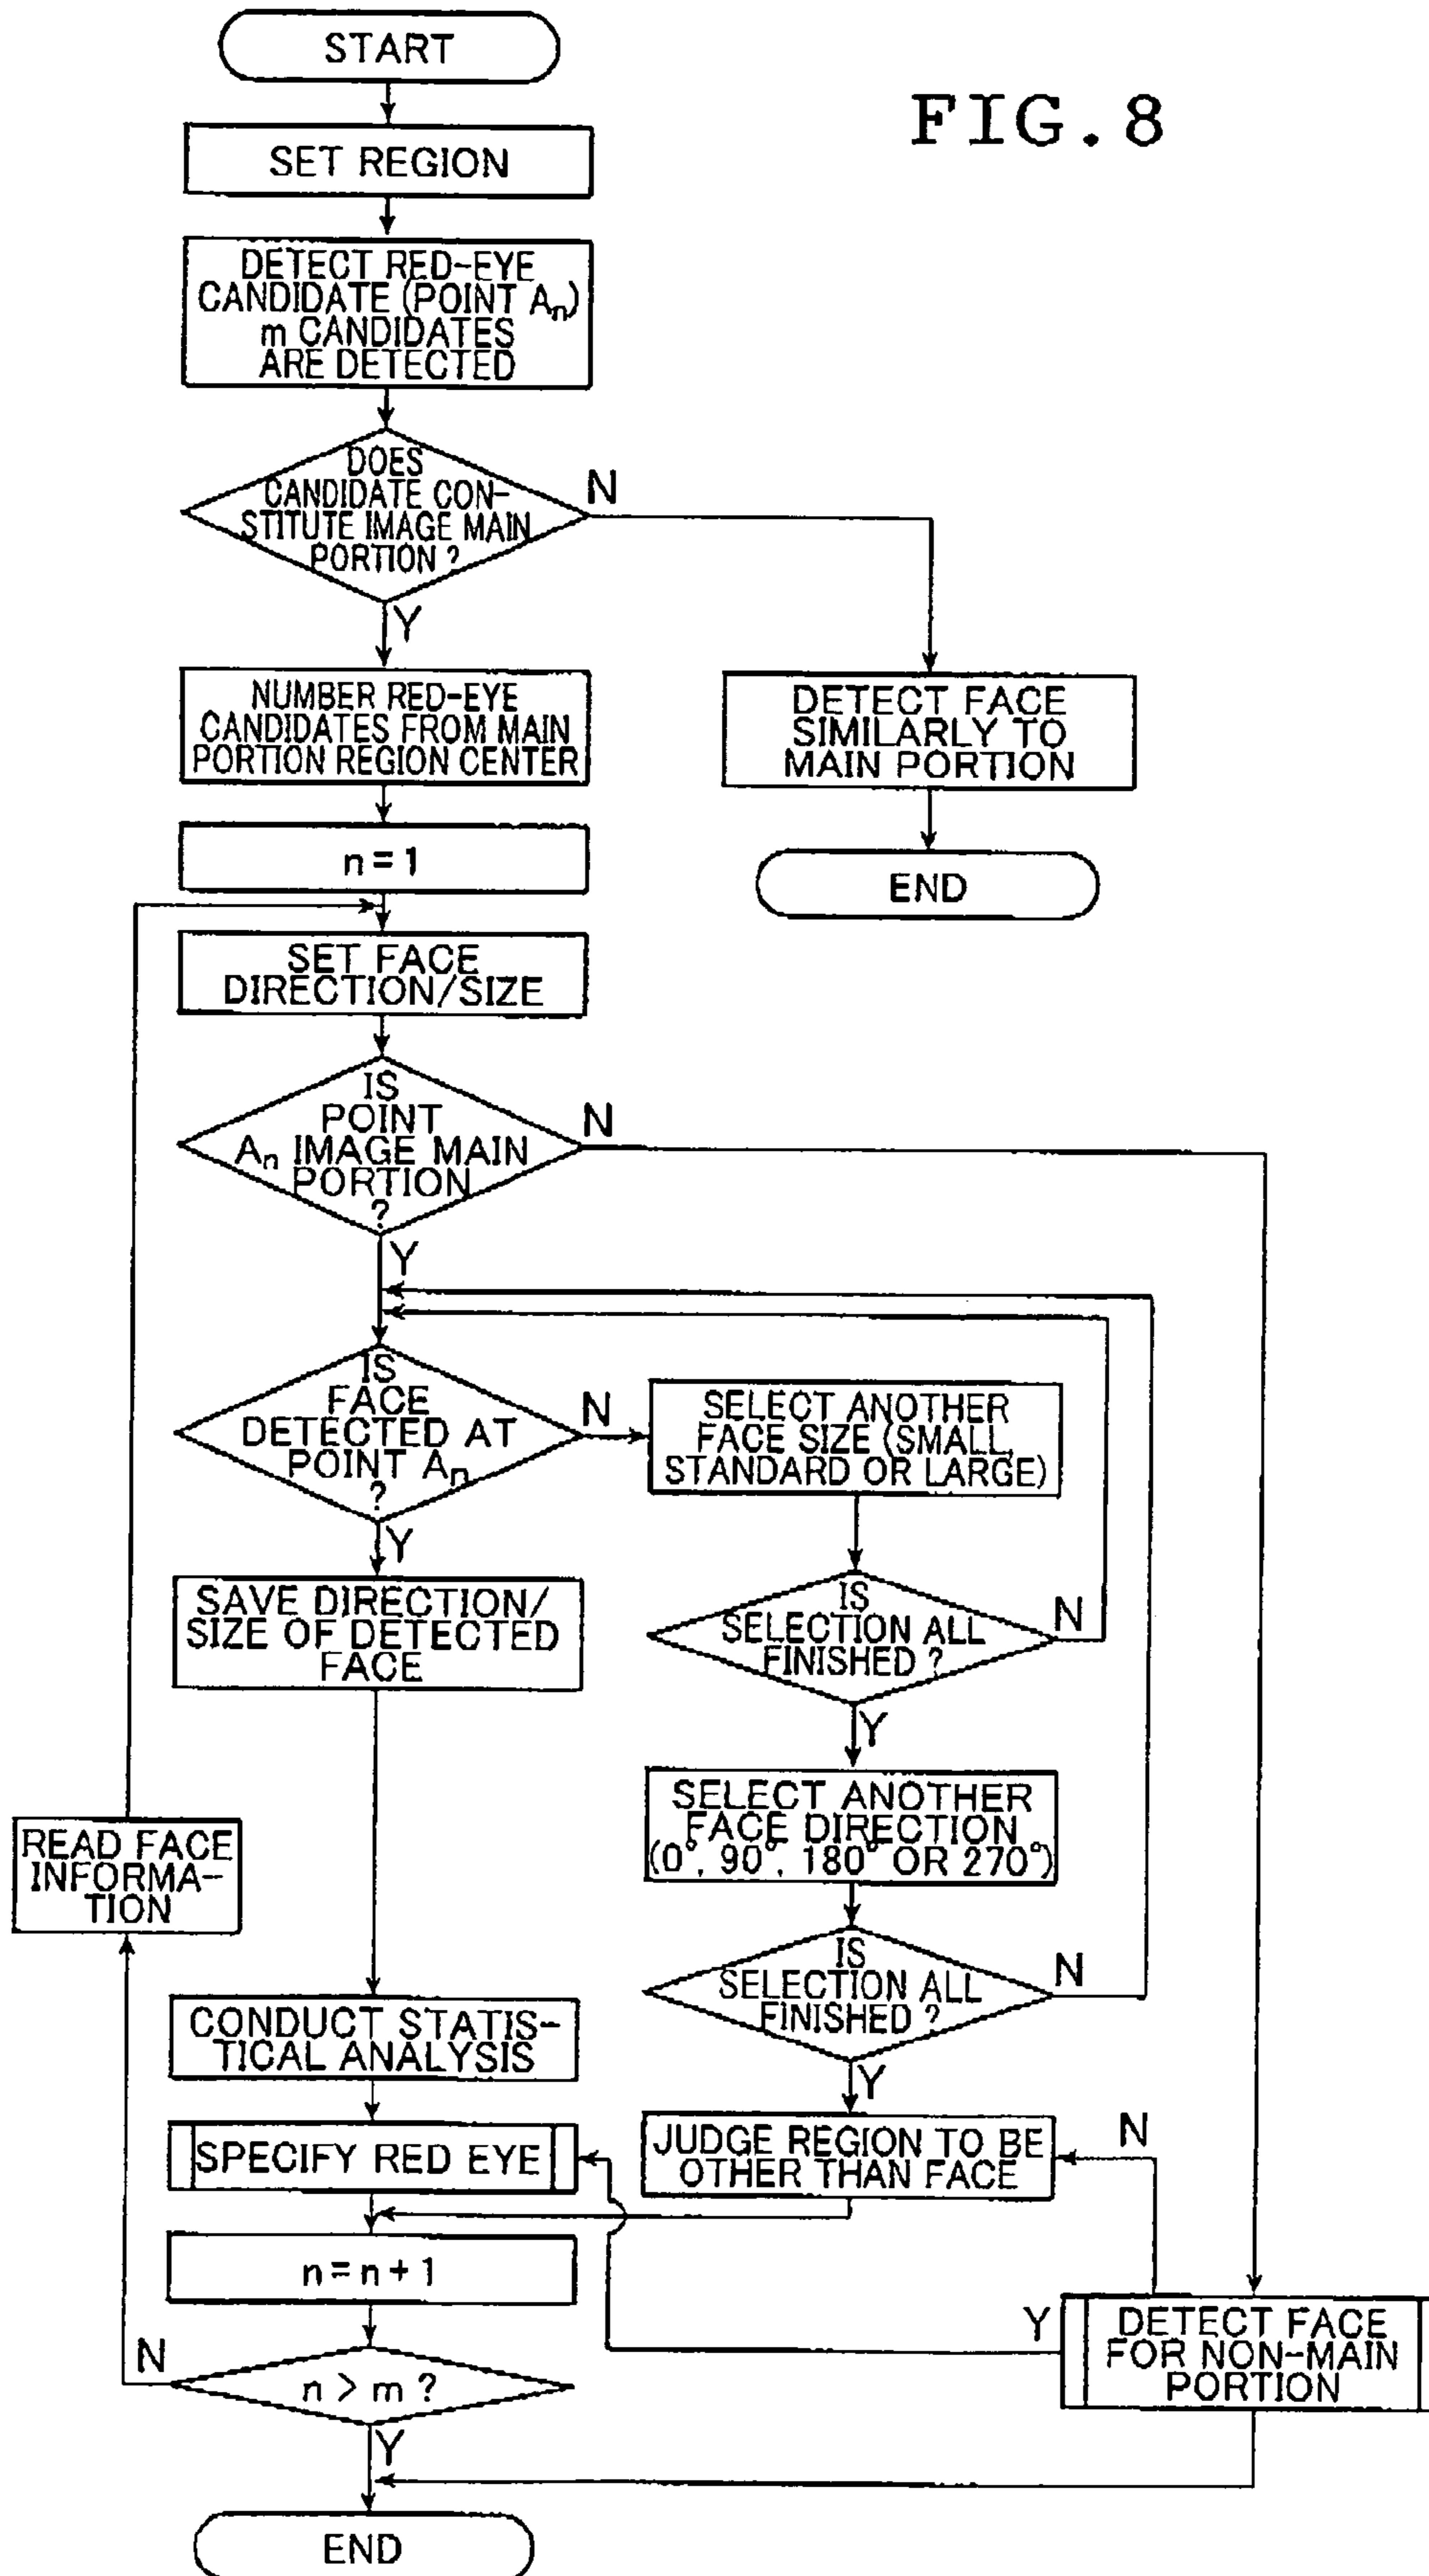 START
FIG. 8
SET REGION
DETECT RED-EYE
CANDIDATE (POINT An)
m CANDIDATES
ARE DETECTED
DOES
CANDIDATE CON-
STITUTE IMAGE MAIN
PORTION ?
N
Y
NUMBER RED-EYE
CANDIDATES FROM MAIN
PORTION REGION CENTER
DETECT FACE
SIMILARLY TO
MAIN PORTION
n = 1
END
SET FACE
DIRECTION/SIZE
IS
POINT
An IMAGE MAIN
PORTION
?
N
Y
IS
FACE
DETECTED AT
POINT An
?
N
Y
SELECT ANOTHER
FACE SIZE (SMALL,
STANDARD OR LARGE)
SAVE DIRECTION/
SIZE OF DETECTED
FACE
IS
SELECTION ALL
FINISHED ?
N
Y
SELECT ANOTHER
FACE DIRECTION
(0°, 90°, 180° OR 270°)
READ FACE
INFORMA-
TION
IS
SELECTION ALL
FINISHED ?
N
Y
CONDUCT STATIS-
TICAL ANALYSIS
SPECIFY RED EYE
JUDGE REGION TO BE
OTHER THAN FACE
N
n = n + 1
Y
DETECT FACE
FOR NON-MAIN
PORTION
N
n > m ?
Y
END